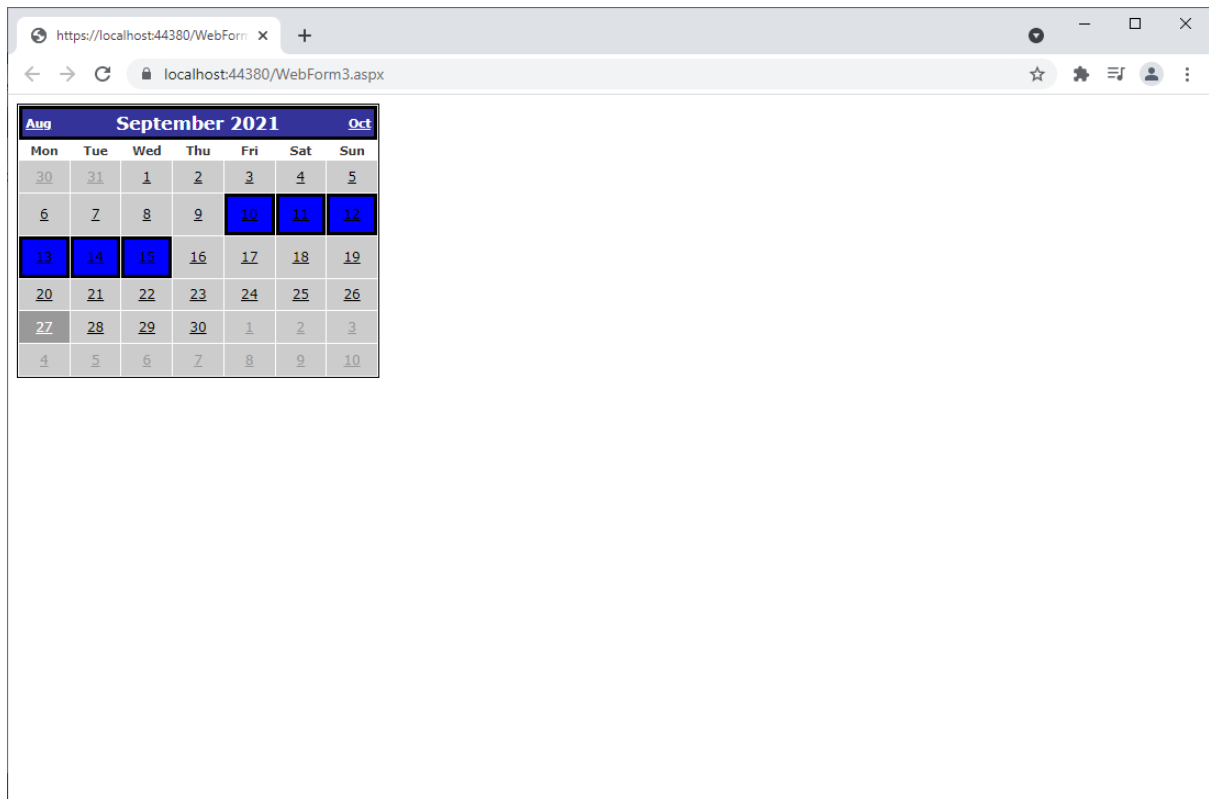 https://localhost:44380/WebForm
localhost:44380/WebForm3.aspx
Aug September 2021 Oct
Mon Tue Wed Thu Fri Sat Sun
30 31 1 2 3 4 5
6 7 8 9 10 11 12
13 14 15 16 17 18 19
20 21 22 23 24 25 26
27 28 29 30 1 2 3
4 5 6 7 8 9 10